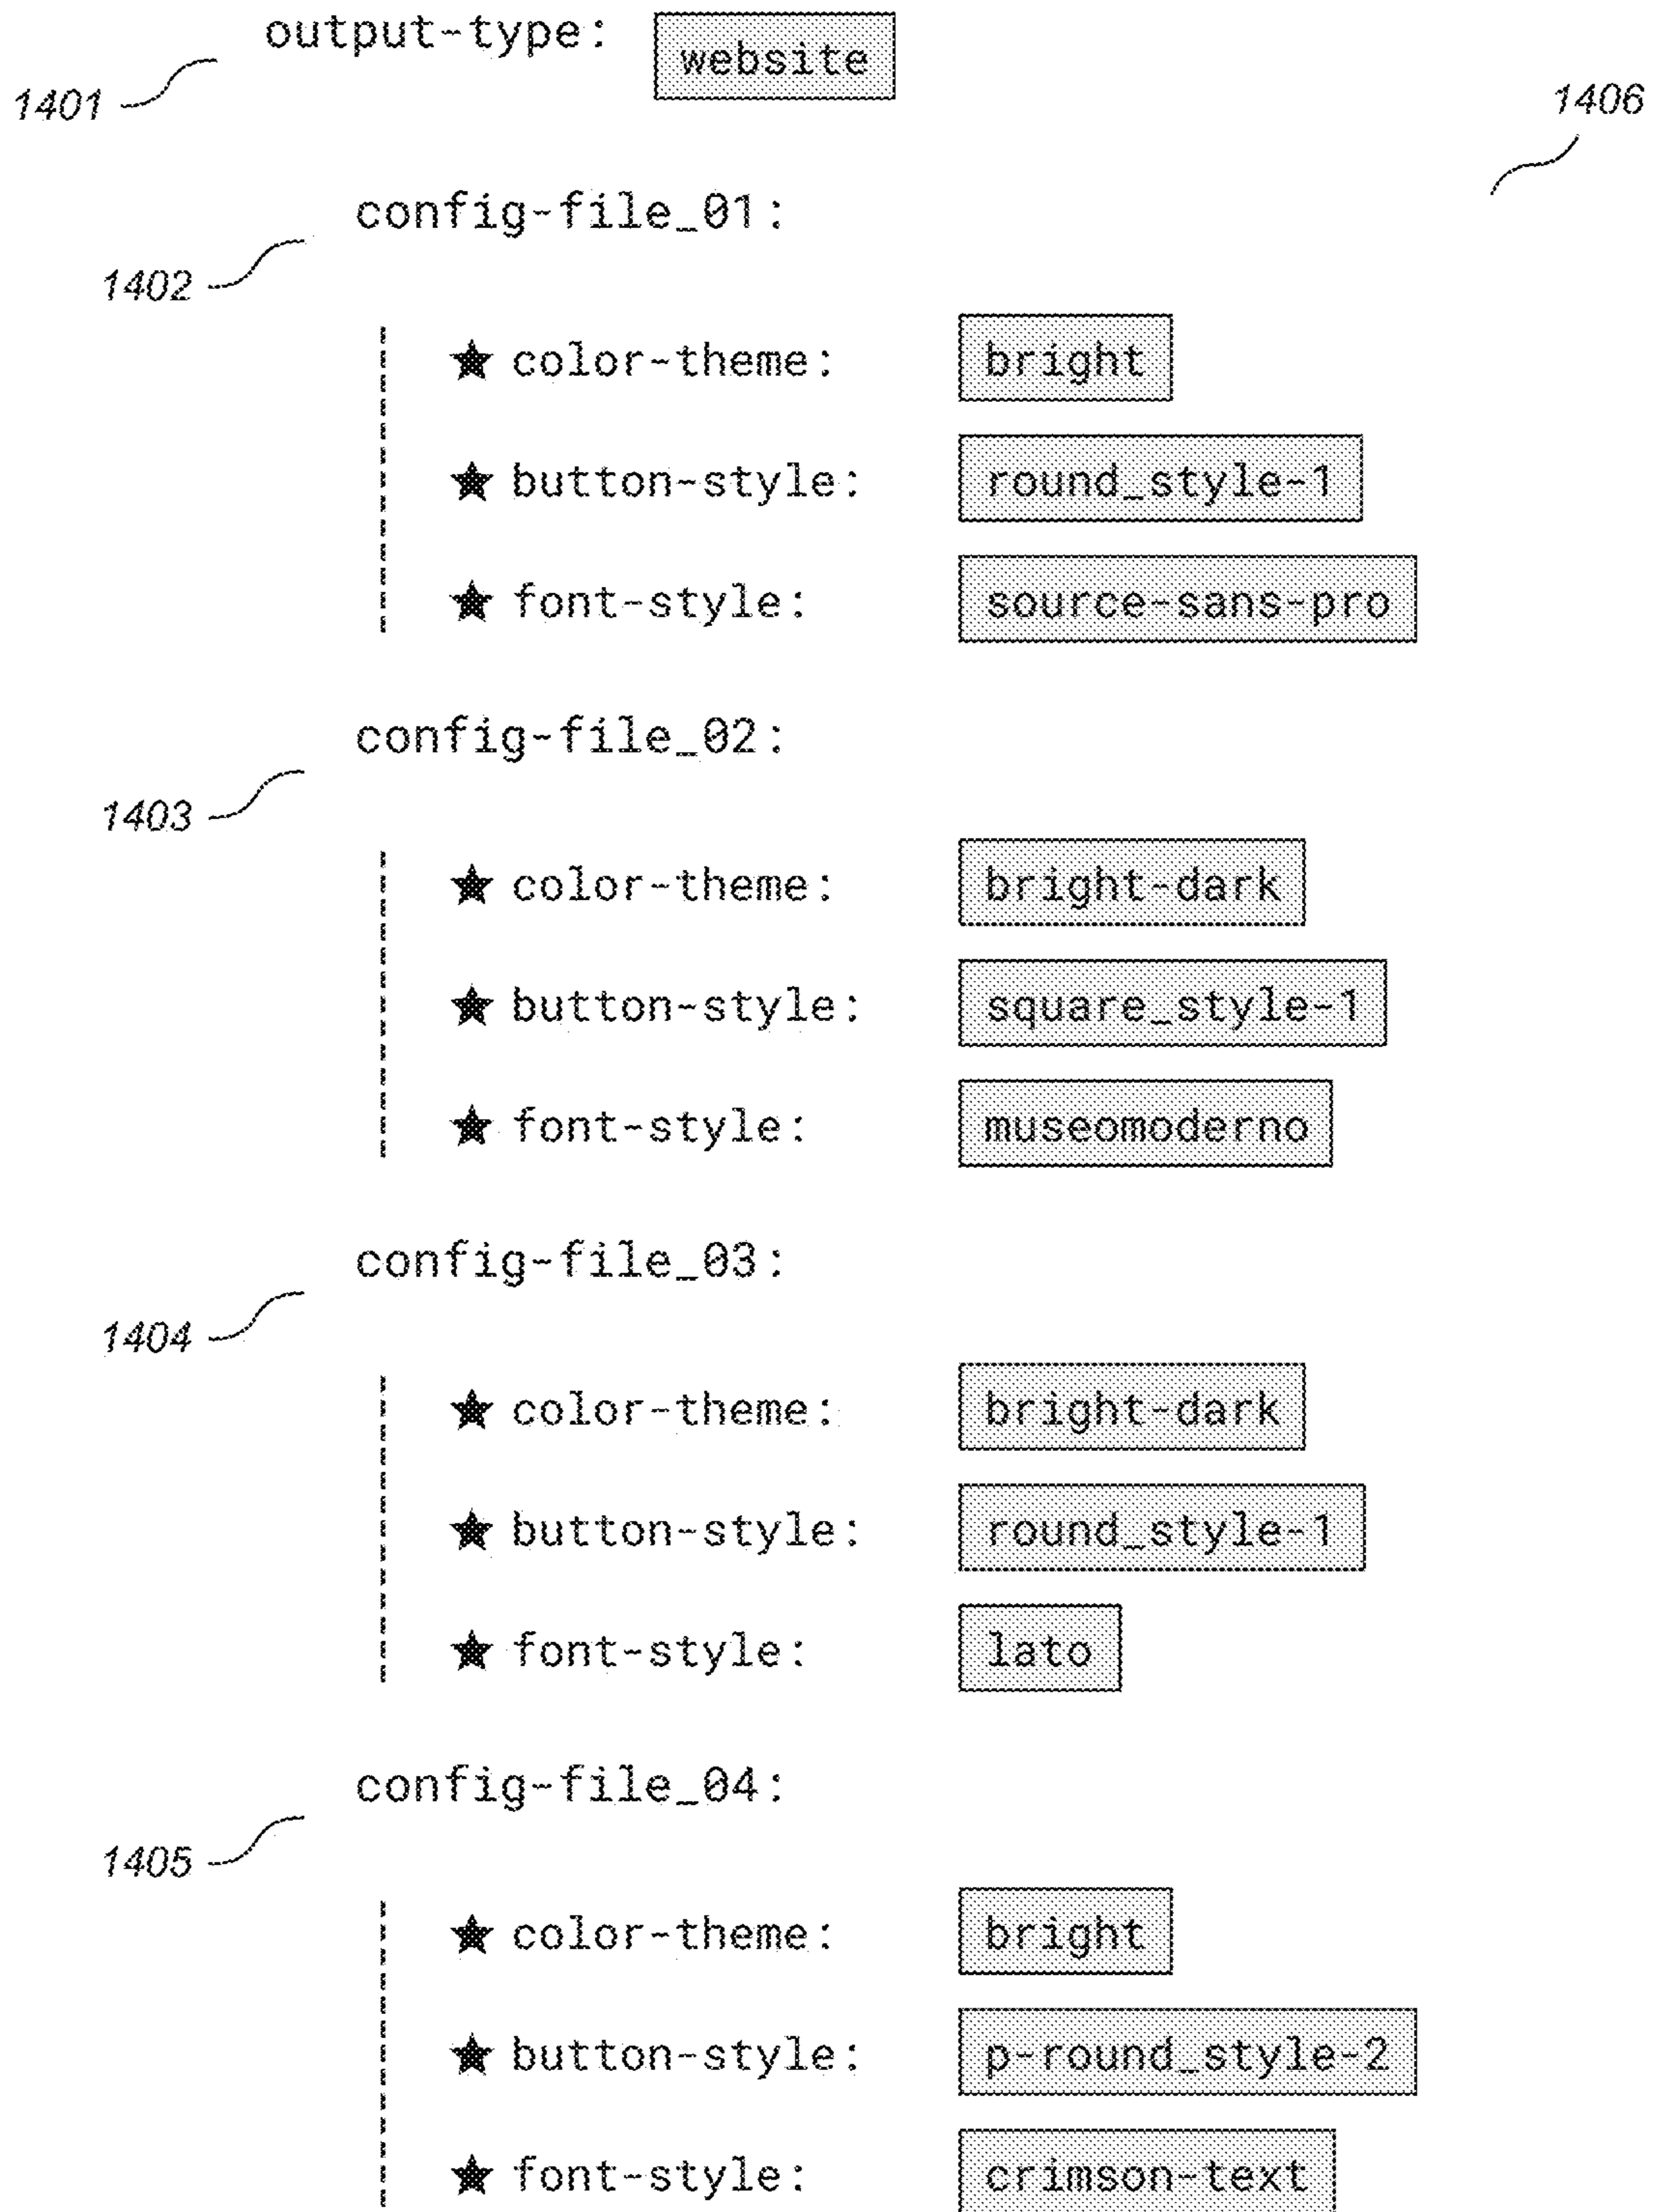 output-type: website
1401
1406
config-file_01:
1402
★ color-theme: bright
★ button-style: round_style-1
★ font-style: source-sans-pro
config-file_02:
1403
★ color-theme: bright-dark
★ button-style: square_style-1
★ font-style: museomoderno
config-file_03:
1404
★ color-theme: bright-dark
★ button-style: round_style-1
★ font-style: lato
config-file_04:
1405
★ color-theme: bright
★ button-style: p-round_style-2
★ font-style: crimson-text